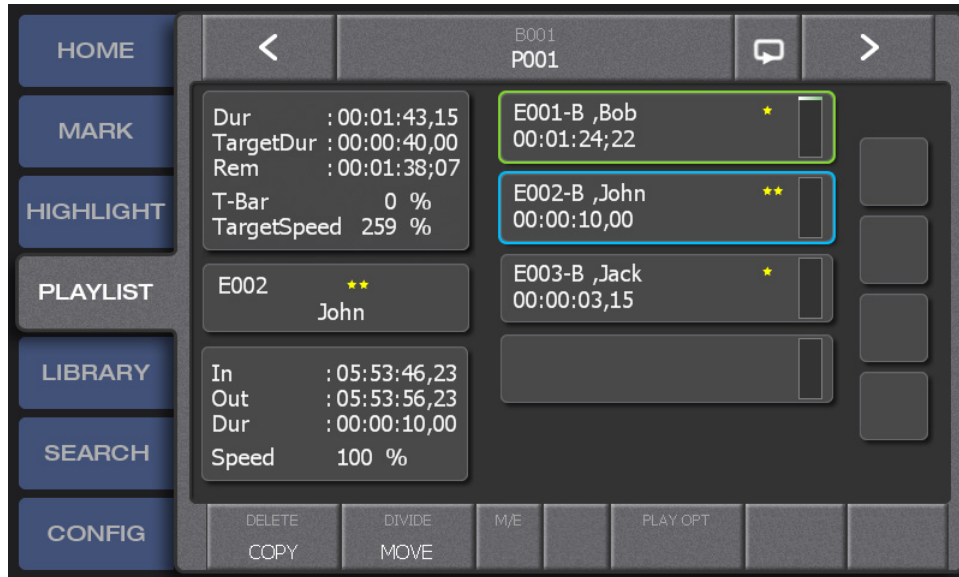 HOME
MARK
HIGHLIGHT
PLAYLIST
LIBRARY
SEARCH
CONFIG
<
B001
P001
>
Dur : 00:01:43,15
TargetDur : 00:00:40,00
Rem : 00:01:38;07
T-Bar 0 %
TargetSpeed 259 %
E002 ★★
John
In : 05:53:46,23
Out : 05:53:56,23
Dur : 00:00:10,00
Speed 100 %
E001-B ,Bob ★
00:01:24;22
E002-B ,John ★★
00:00:10,00
E003-B ,Jack ★
00:00:03,15
DELETE
COPY
DIVIDE
MOVE
M/E
PLAY OPT